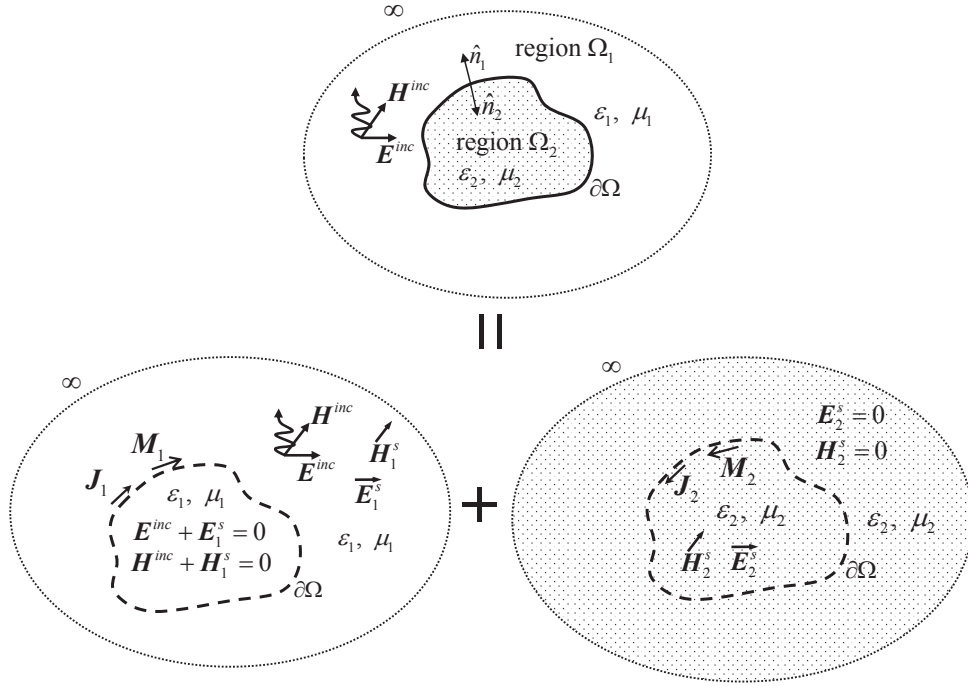 ∞
region Ω₁
n̂₁
H^{inc}
n̂₂
ε₁, μ₁
E^{inc}
region Ω₂
ε₂, μ₂
∂Ω
=
∞
H^{inc}
E^{inc}
H₁^s
E₁^s
M₁
J₁
ε₁, μ₁
E^{inc} + E₁^s = 0
H^{inc} + H₁^s = 0
ε₁, μ₁
∂Ω
+
∞
E₂^s = 0
H₂^s = 0
M₂
J₂
ε₂, μ₂
ε₂, μ₂
H₂^s E₂^s
∂Ω